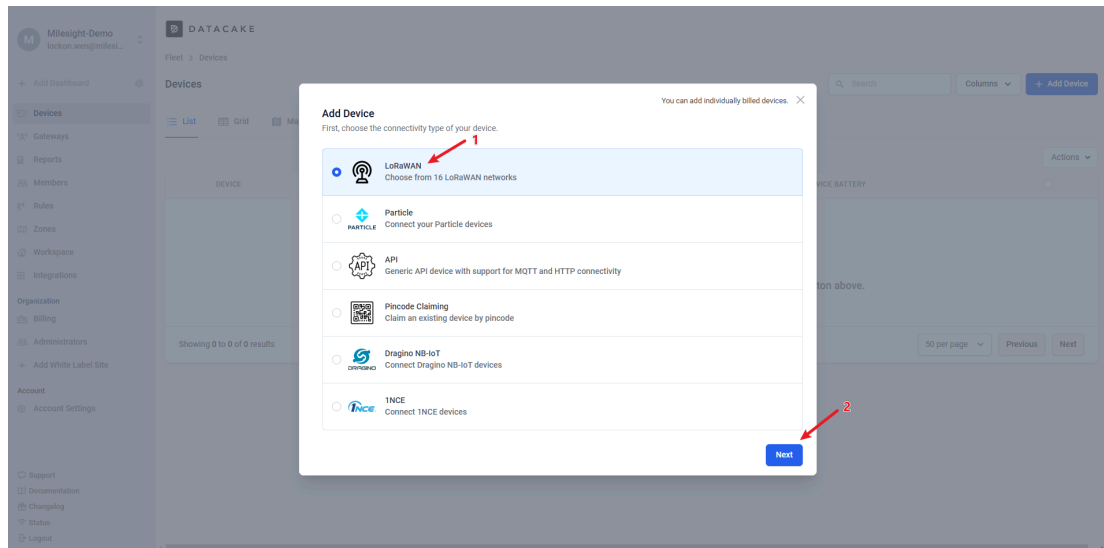 M
Milesight-Demo
lockon.wen@milesi...
DATACAKE
Fleet > Devices
+ Add Dashboard
Devices
Search
Columns
+ Add Device
Devices
Gateways
Reports
Members
Rules
Zones
Workspace
Integrations
Organization
Billing
Administrators
+ Add White Label Site
Account
Account Settings
Support
Documentation
Changelog
Status
Logout
List
Grid
Ma
Actions
DEVICE
VICE BATTERY
ton above.
Showing 0 to 0 of 0 results
50 per page
Previous
Next
You can add individually billed devices.
Add Device
First, choose the connectivity type of your device.
1
LoRaWAN
Choose from 16 LoRaWAN networks
PARTICLE
Particle
Connect your Particle devices
API
API
Generic API device with support for MQTT and HTTP connectivity
Pincode Claiming
Claim an existing device by pincode
DRAGINO
Dragino NB-IoT
Connect Dragino NB-IoT devices
1NCE
1NCE
Connect 1NCE devices
2
Next